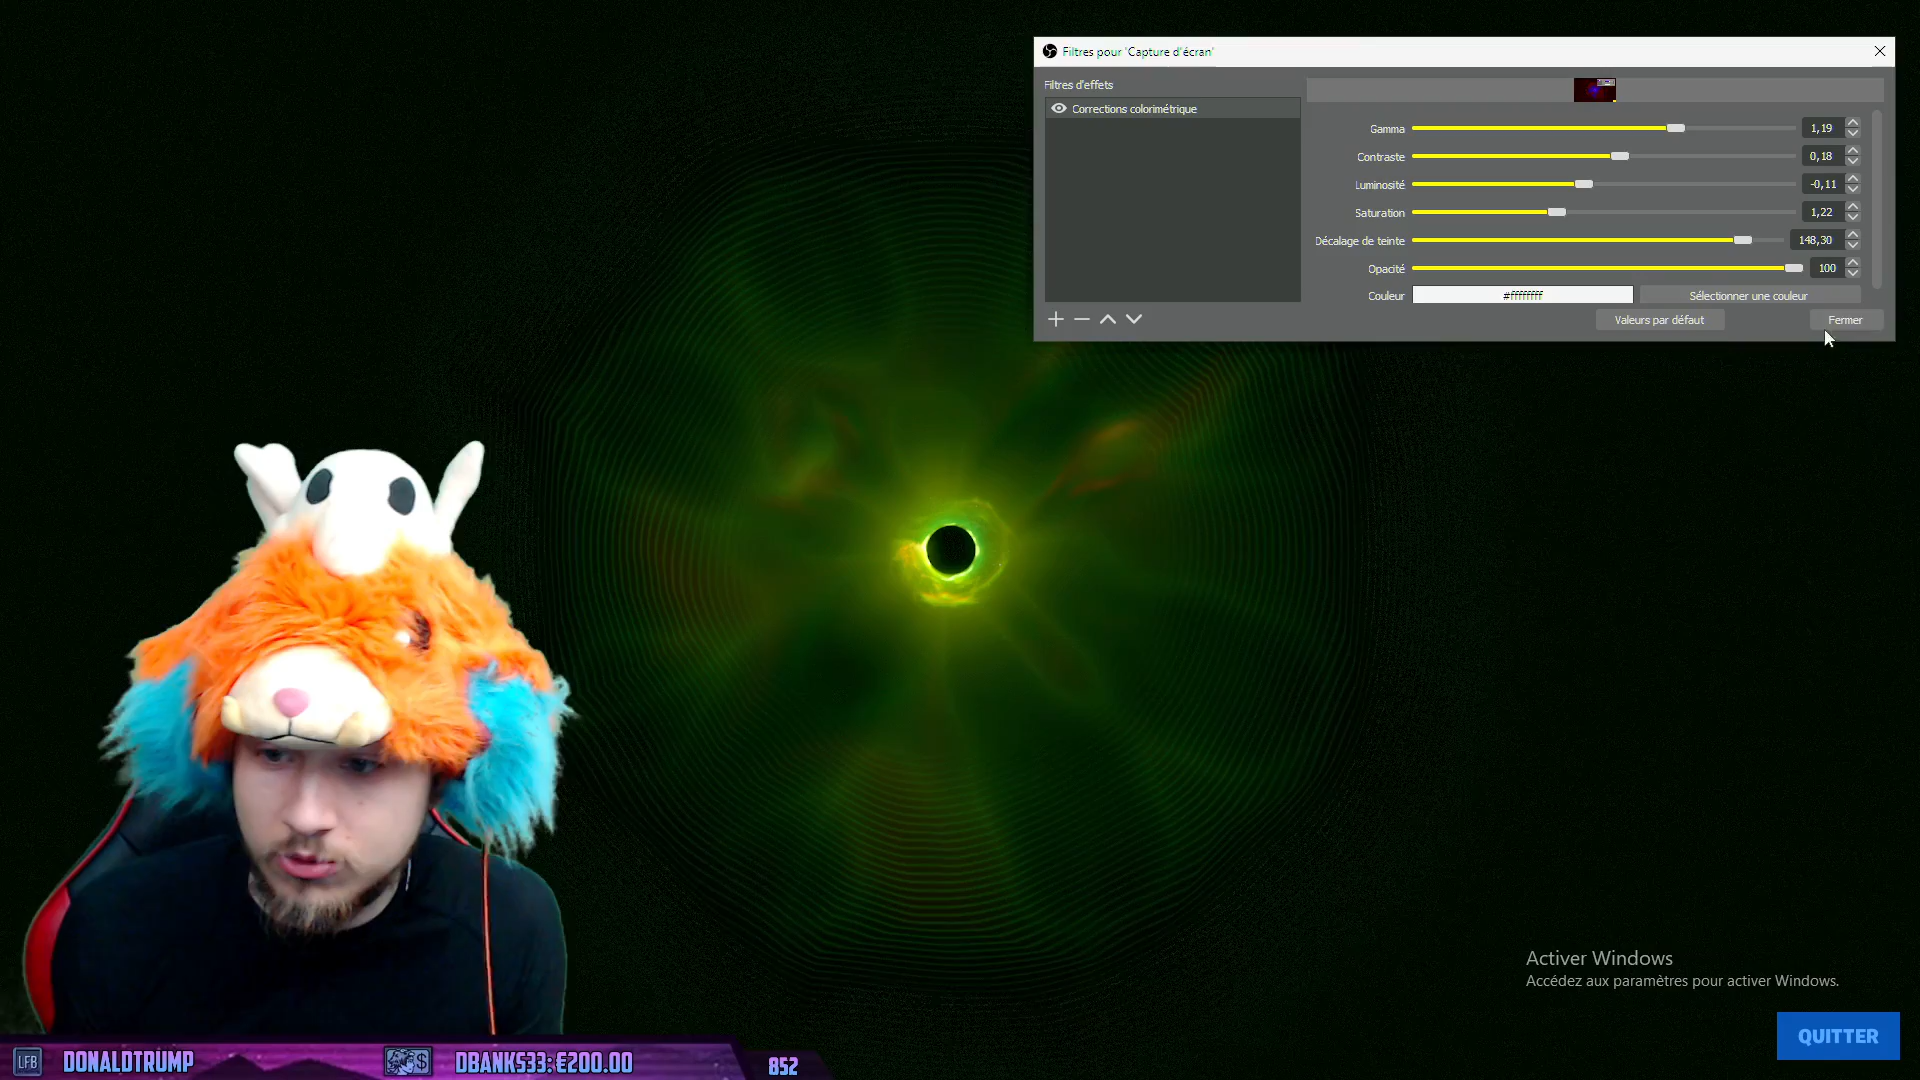 Filtres pour 'Capture d'écran'
Filtres d'effets
Corrections colorimétrique
Gamma 1,19
Contraste 0,18
Luminosité -0,11
Saturation 1,22
Décalage de teinte 148,30
Opacité 100
Couleur #ffffffff Sélectionner une couleur
Valeurs par défaut Fermer
Activer Windows
Accédez aux paramètres pour activer Windows.
QUITTER
LFB DONALDTRUMP $ DBANKS33: €200.00 852